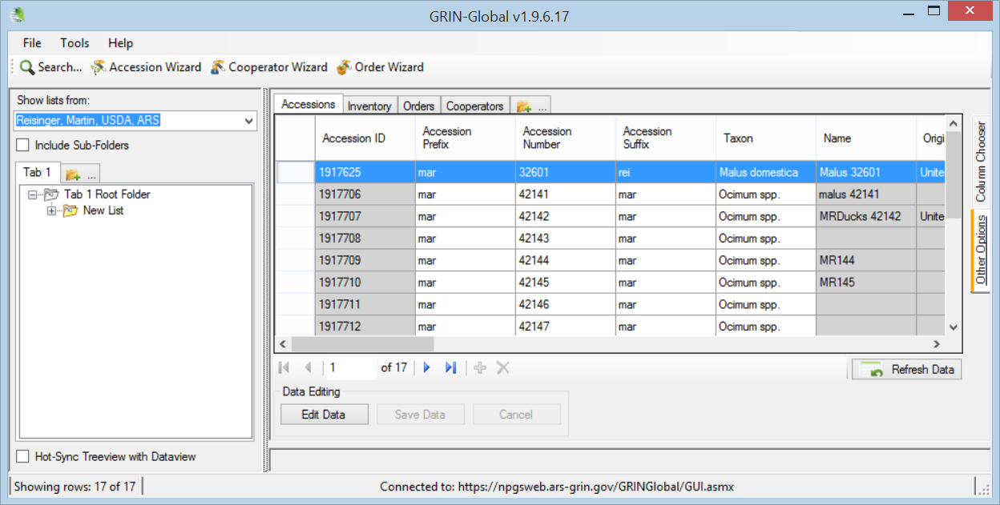 GRIN-Global v1.9.6.17
File Tools Help
Search... Accession Wizard Cooperator Wizard Order Wizard
Show lists from:
Reisinger, Martin, USDA, ARS
Include Sub-Folders
Tab 1 ...
Tab 1 Root Folder
New List
Hot-Sync Treeview with Dataview
Accessions Inventory Orders Cooperators ...
Accession ID Accession Prefix Accession Number Accession Suffix Taxon Name Origi
1917625 mar 32601 rei Malus domestica Malus 32601 Unite
1917706 mar 42141 mar Ocimum spp. malus 42141
1917707 mar 42142 mar Ocimum spp. MRDucks 42142 Unite
1917708 mar 42143 mar Ocimum spp.
1917709 mar 42144 mar Ocimum spp. MR144
1917710 mar 42145 mar Ocimum spp. MR145
1917711 mar 42146 mar Ocimum spp.
1917712 mar 42147 mar Ocimum spp.
1 of 17
Refresh Data
Data Editing
Edit Data Save Data Cancel
Column Chooser
Other Options
Showing rows: 17 of 17
Connected to: https://npgsweb.ars-grin.gov/GRINGlobal/GUI.asmx